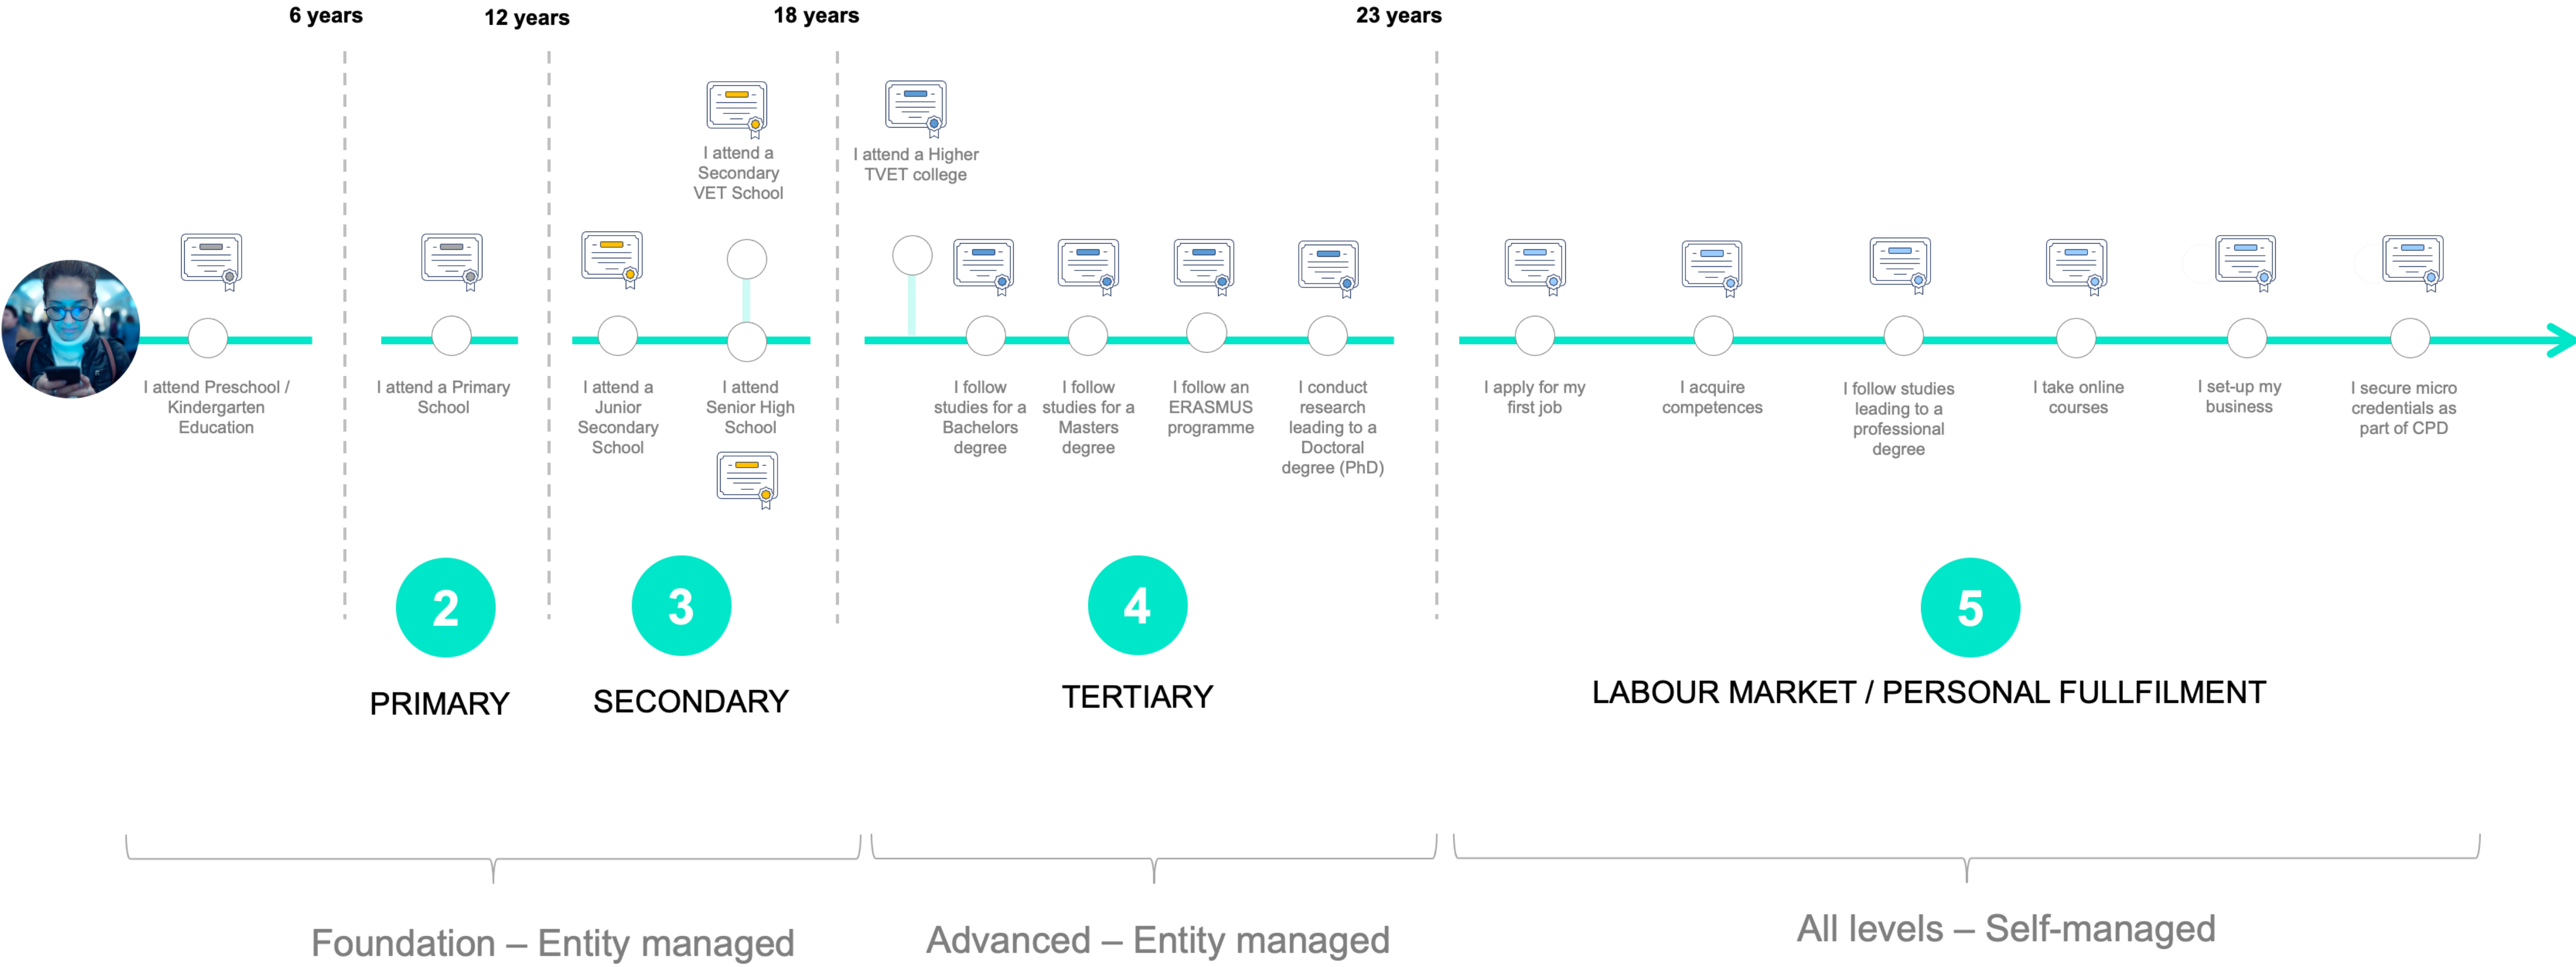 6 years
12 years
18 years
23 years
I attend a
Secondary
VET School
I attend a Higher
TVET college
I attend Preschool /
Kindergarten
Education
I attend a Primary
School
I attend a
Junior
Secondary
School
I attend
Senior High
School
I follow
studies for a
Bachelors
degree
I follow
studies for a
Masters
degree
I follow an
ERASMUS
programme
I conduct
research
leading to a
Doctoral
degree (PhD)
I apply for my
first job
I acquire
competences
I follow studies
leading to a
professional
degree
I take online
courses
I set-up my
business
I secure micro
credentials as
part of CPD
2
3
4
5
PRIMARY
SECONDARY
TERTIARY
LABOUR MARKET / PERSONAL FULLFILMENT
Foundation – Entity managed
Advanced – Entity managed
All levels – Self-managed